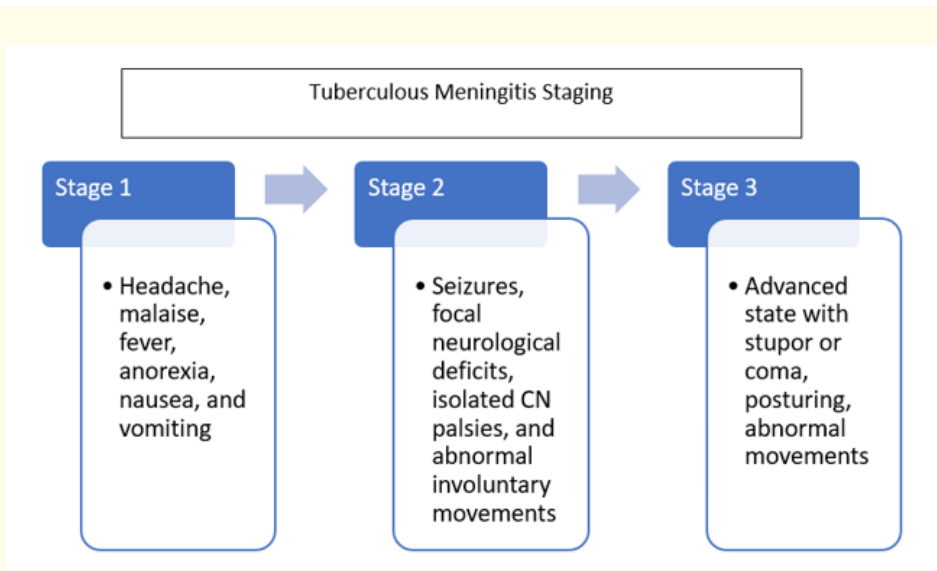 Tuberculous Meningitis Staging
Stage 1
• Headache,
malaise,
fever,
anorexia,
nausea, and
vomiting
Stage 2
• Seizures,
focal
neurological
deficits,
isolated CN
palsies, and
abnormal
involuntary
movements
Stage 3
• Advanced
state with
stupor or
coma,
posturing,
abnormal
movements